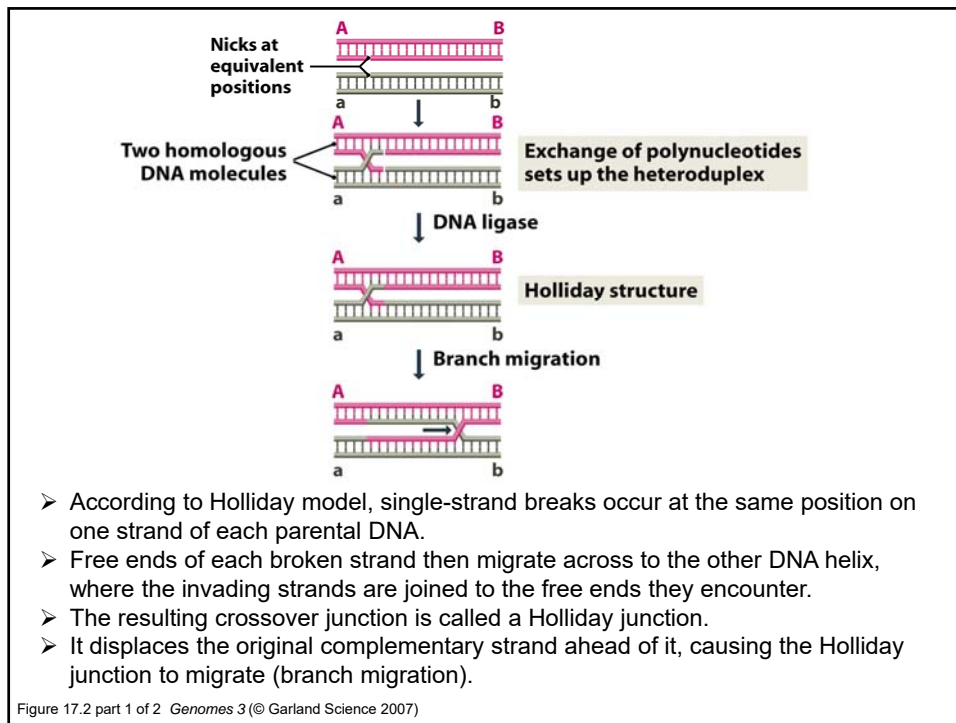 A B
Nicks at
equivalent
positions
a b
A B
Two homologous
DNA molecules
Exchange of polynucleotides
sets up the heteroduplex
a b
DNA ligase
A B
Holliday structure
a b
Branch migration
A B
a b
➢ According to Holliday model, single-strand breaks occur at the same position on
one strand of each parental DNA.
➢ Free ends of each broken strand then migrate across to the other DNA helix,
where the invading strands are joined to the free ends they encounter.
➢ The resulting crossover junction is called a Holliday junction.
➢ It displaces the original complementary strand ahead of it, causing the Holliday
junction to migrate (branch migration).
Figure 17.2 part 1 of 2 Genomes 3 (© Garland Science 2007)